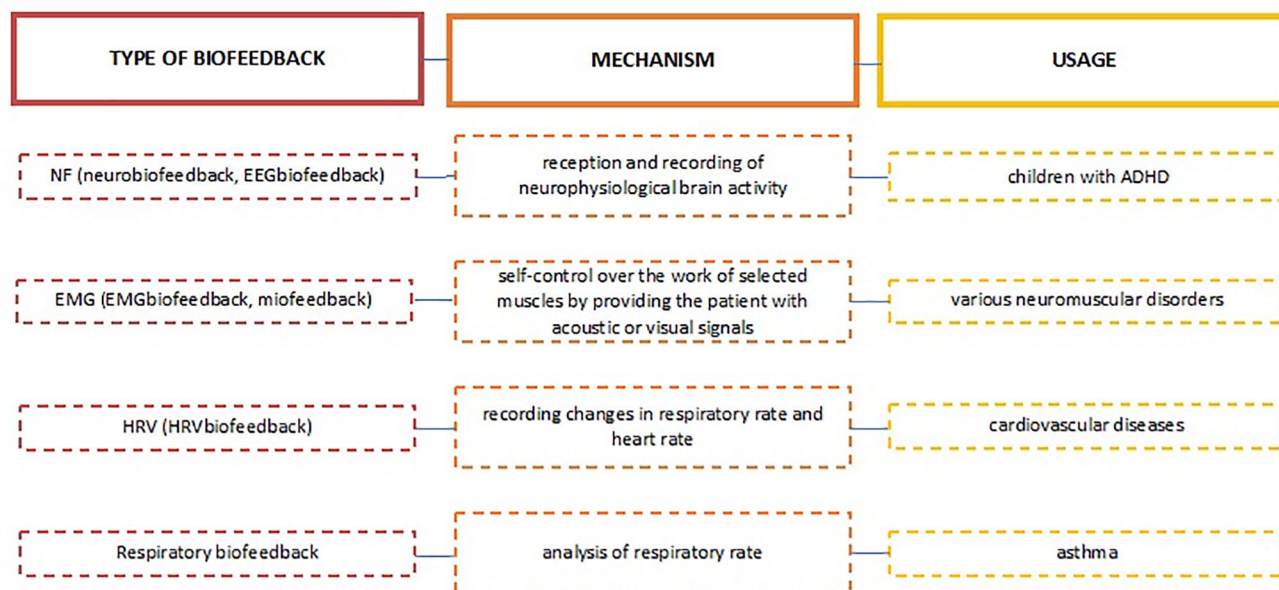 TYPE OF BIOFEEDBACK
MECHANISM
USAGE
NF (neurobiofeedback, EEGbiofeedback)
reception and recording of
neurophysiological brain activity
children with ADHD
EMG (EMGbiofeedback, miofeedback)
self-control over the work of selected
muscles by providing the patient with
acoustic or visual signals
various neuromuscular disorders
HRV (HRVbiofeedback)
recording changes in respiratory rate and
heart rate
cardiovascular diseases
Respiratory biofeedback
analysis of respiratory rate
asthma